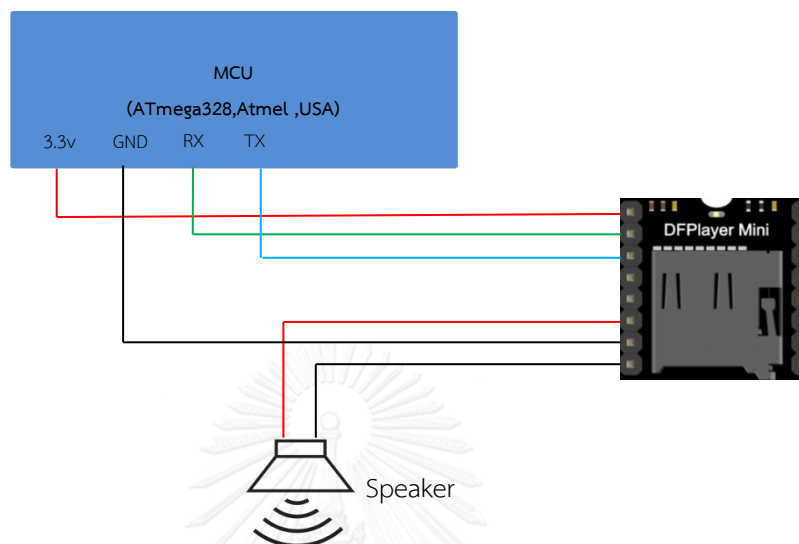 MCU
(ATmega328,Atmel ,USA)
3.3v GND RX TX
DFPlayer Mini
Speaker